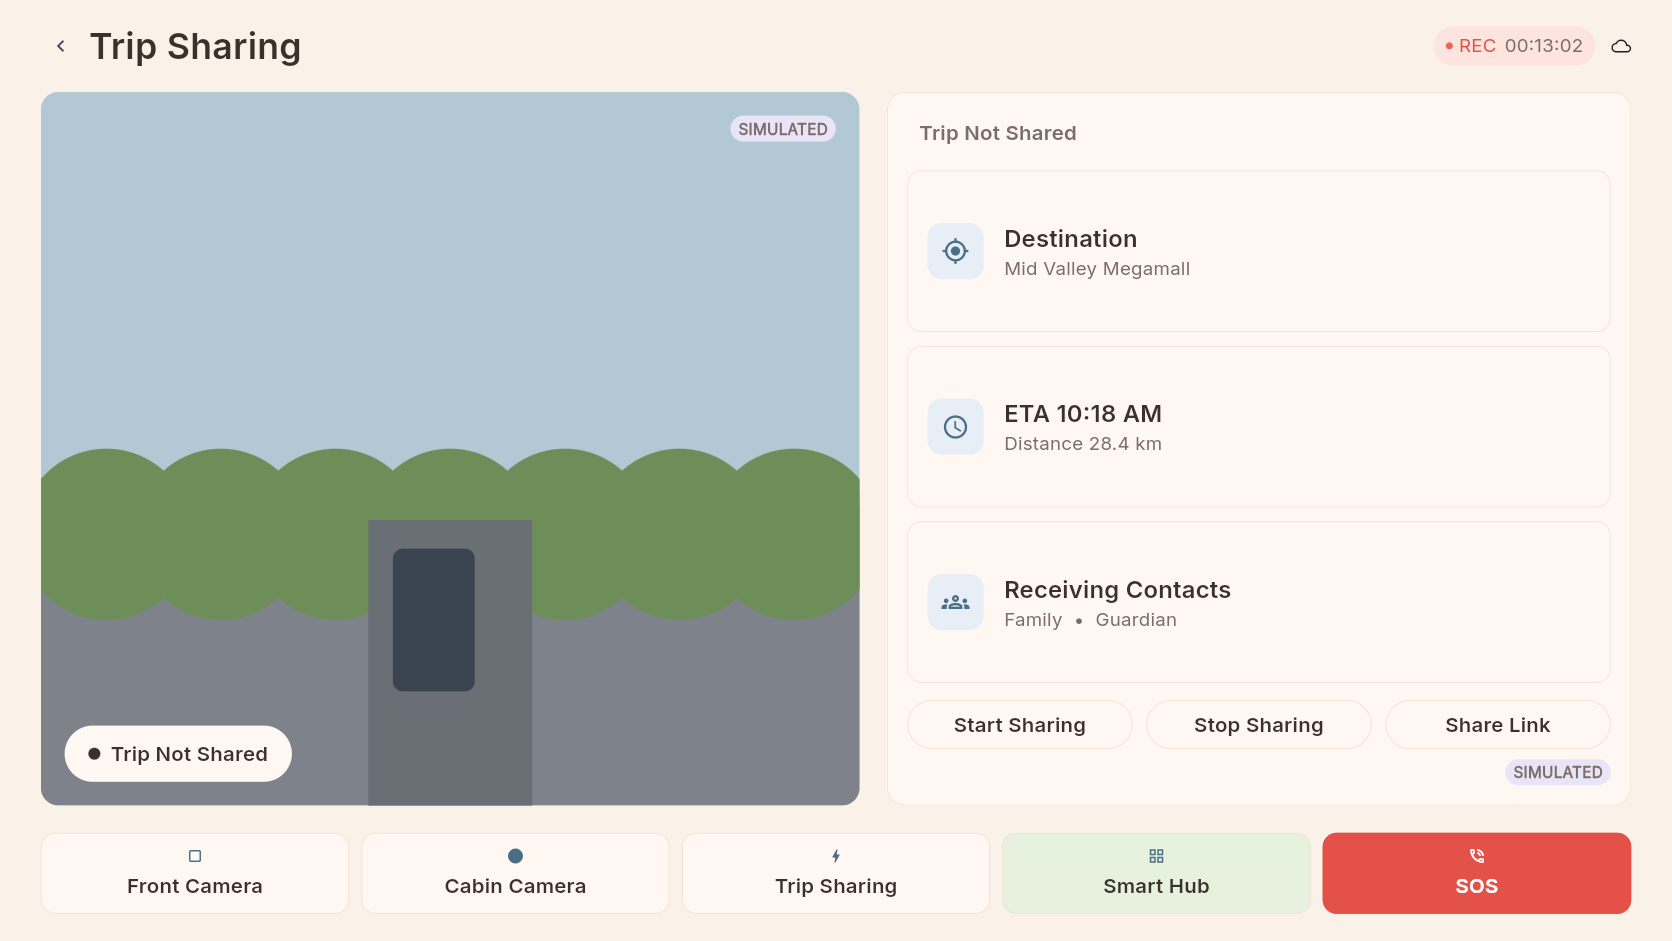 Trip Sharing
REC 00:13:02
SIMULATED
Trip Not Shared
Trip Not Shared
Destination
Mid Valley Megamall
ETA 10:18 AM
Distance 28.4 km
Receiving Contacts
Family • Guardian
Start Sharing
Stop Sharing
Share Link
SIMULATED
Front Camera
Cabin Camera
Trip Sharing
Smart Hub
SOS